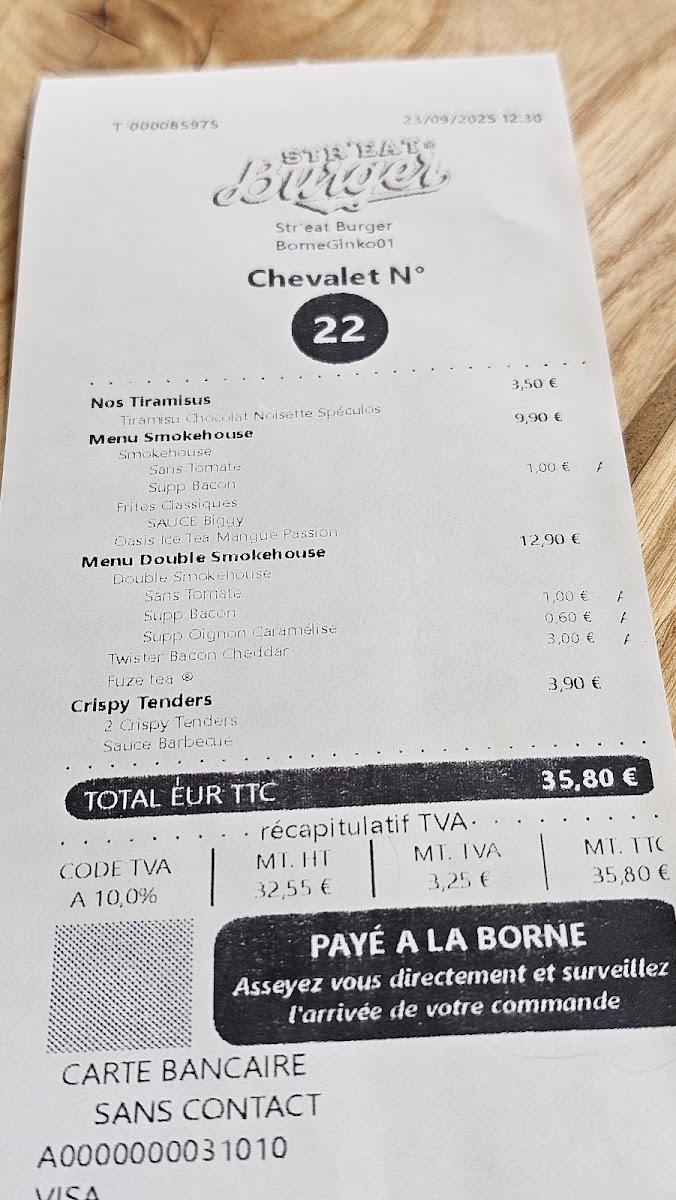 T 000085975 23/09/2025 12:30
STR'EAT®
Burger
Str'eat Burger
BorneGinko01
Chevalet N°
22
Nos Tiramisus 3,50 €
Tiramisu Chocolat Noisette Spéculos
Menu Smokehouse 9,90 €
Smokehouse
Sans Tomate
Supp Bacon 1,00 € A
Frites Classiques
SAUCE Biggy
Oasis Ice Tea Mangue Passion
Menu Double Smokehouse 12,90 €
Double Smokehouse
Sans Tomate
Supp Bacon 1,00 € A
Supp Oignon Caramélisé 0,60 € A
Twister Bacon Cheddar 3,00 € A
Fuze tea ®
Crispy Tenders 3,90 €
2 Crispy Tenders
Sauce Barbecue
TOTAL EUR TTC 35,80 €
récapitulatif TVA
CODE TVA MT. HT MT. TVA MT. TTC
A 10,0% 32,55 € 3,25 € 35,80 €
PAYÉ A LA BORNE
Asseyez vous directement et surveillez
l'arrivée de votre commande
CARTE BANCAIRE
SANS CONTACT
A0000000031010
VISA